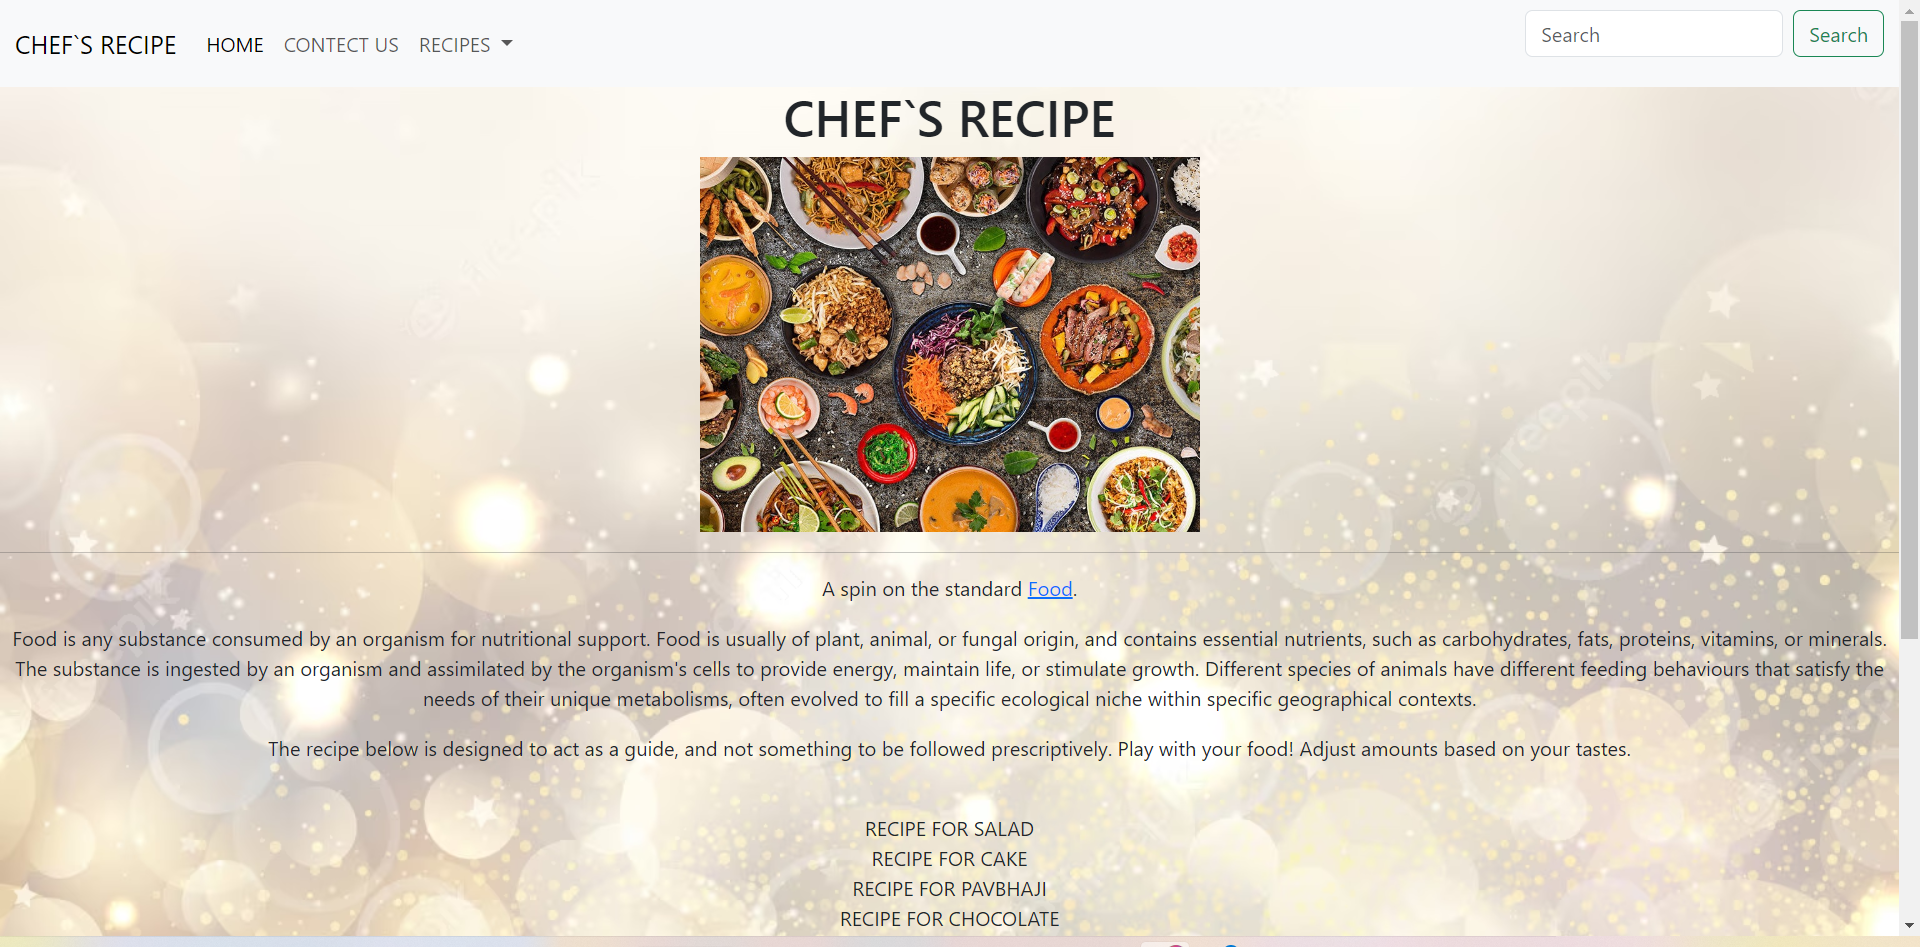 CHEF`S RECIPE HOME CONTECT US RECIPES Search Search
CHEF`S RECIPE
A spin on the standard Food.
Food is any substance consumed by an organism for nutritional support. Food is usually of plant, animal, or fungal origin, and contains essential nutrients, such as carbohydrates, fats, proteins, vitamins, or minerals.
The substance is ingested by an organism and assimilated by the organism's cells to provide energy, maintain life, or stimulate growth. Different species of animals have different feeding behaviours that satisfy the
needs of their unique metabolisms, often evolved to fill a specific ecological niche within specific geographical contexts.
The recipe below is designed to act as a guide, and not something to be followed prescriptively. Play with your food! Adjust amounts based on your tastes.
RECIPE FOR SALAD
RECIPE FOR CAKE
RECIPE FOR PAVBHAJI
RECIPE FOR CHOCOLATE